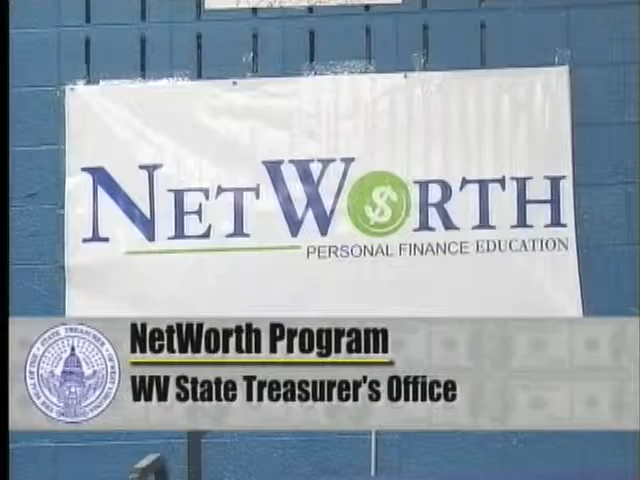 NETWORTH
PERSONAL FINANCE EDUCATION
NetWorth Program
WV State Treasurer's Office